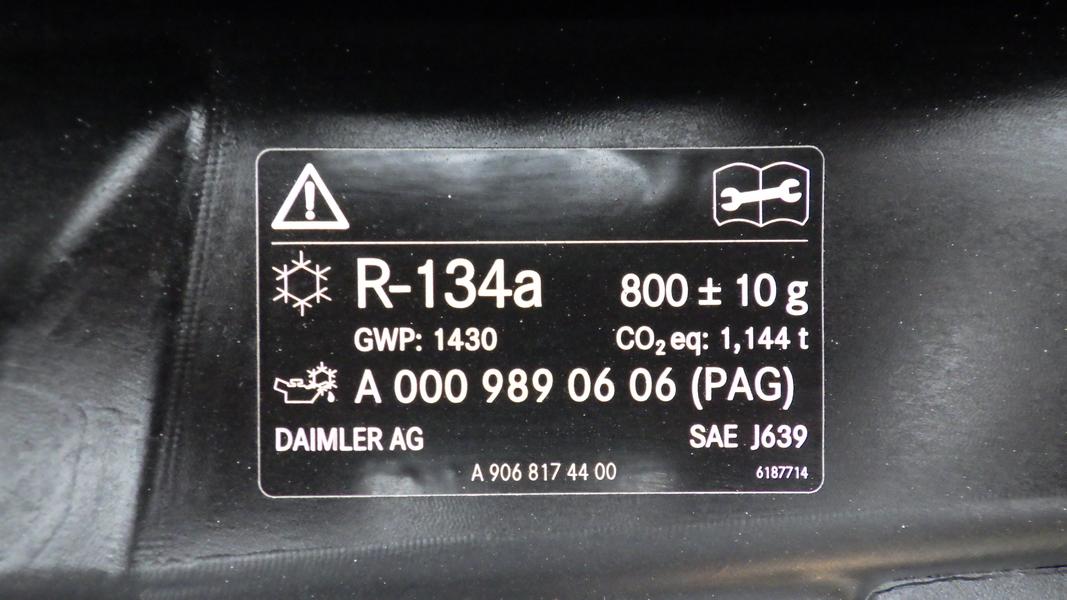 R-134a 800 ± 10 g
GWP: 1430 CO₂ eq: 1,144 t
A 000 989 06 06 (PAG)
DAIMLER AG SAE J639
A 906 817 44 00 6187714